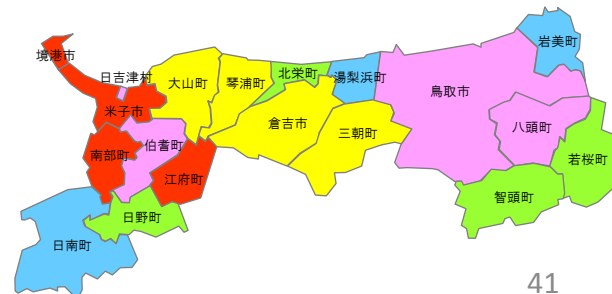 境港市
日吉津村
米子市
大山町
琴浦町
北栄町
湯梨浜町
鳥取市
岩美町
南部町
伯耆町
倉吉市
三朝町
八頭町
若桜町
江府町
智頭町
日野町
日南町
41